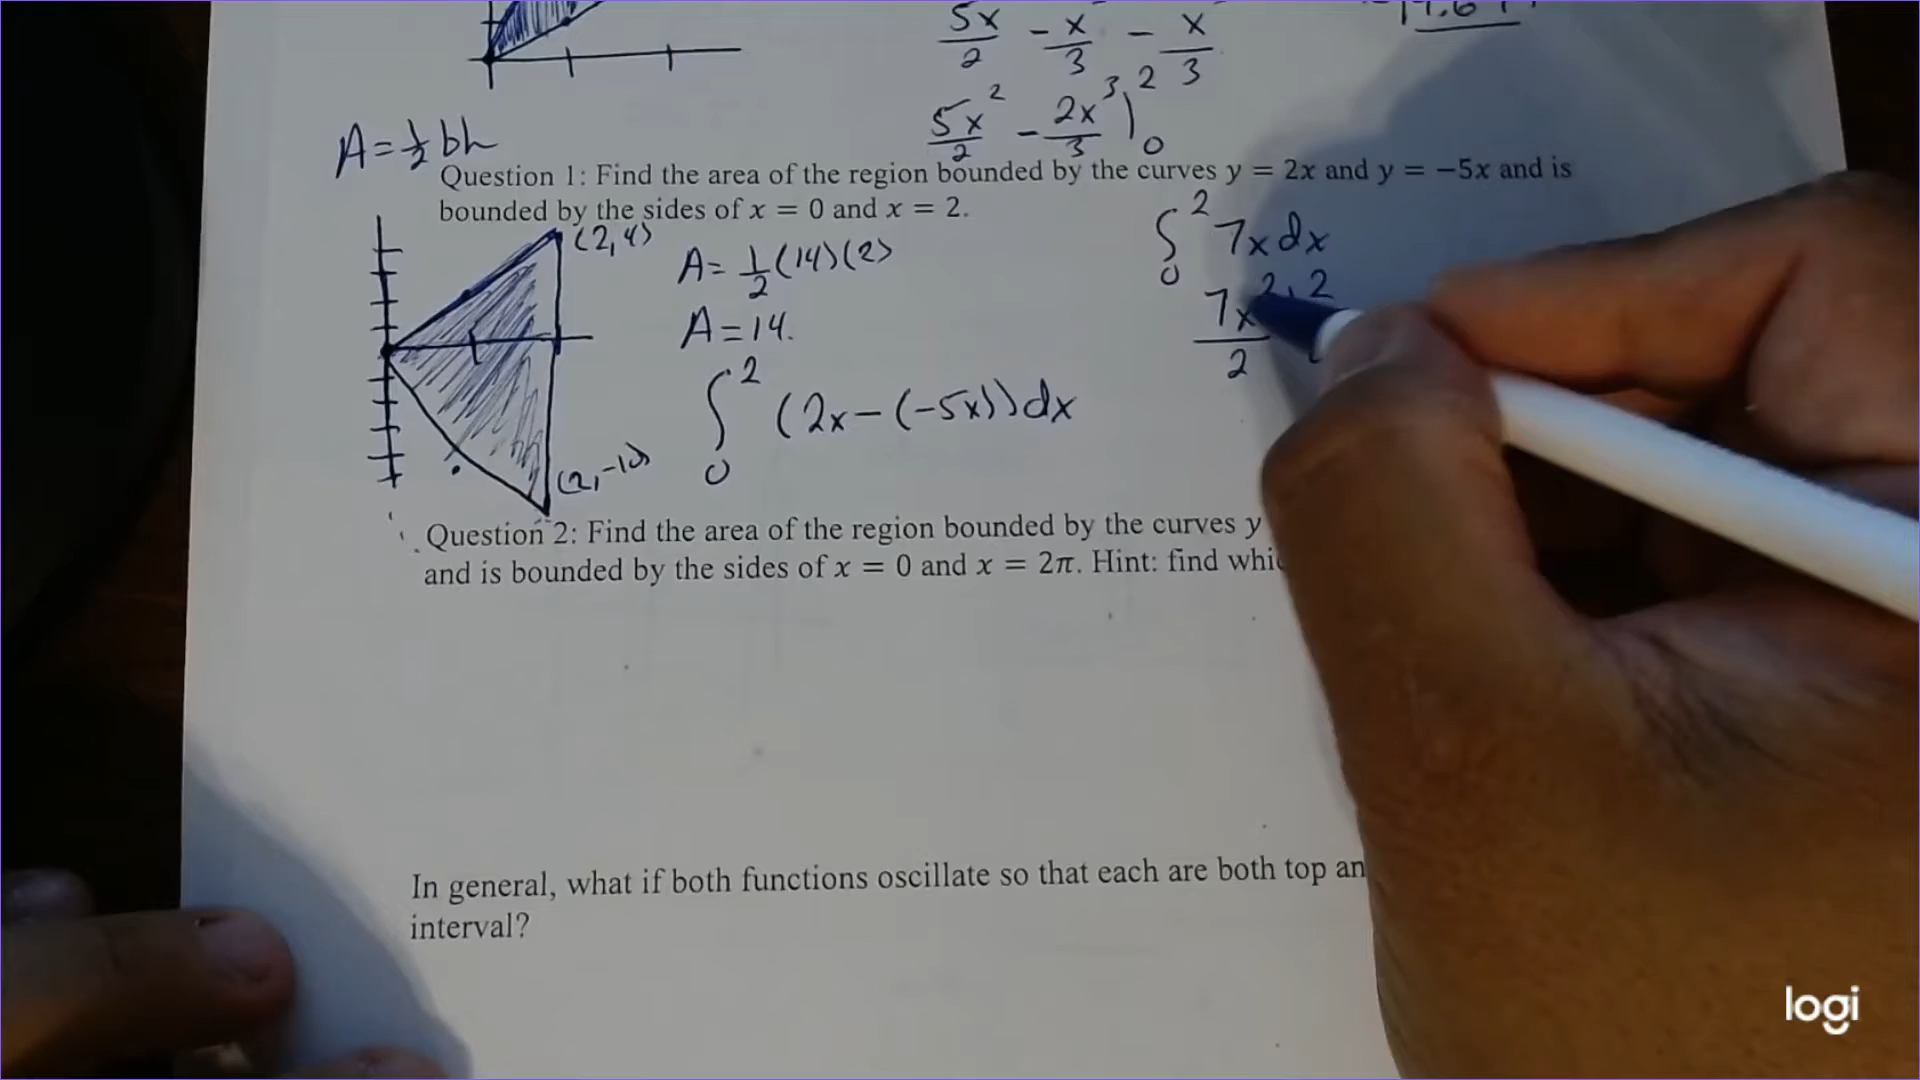 5x/2 - x/3 - x/3
5x²/2 - 2x³/3 |₀²
A = ½bh
Question 1: Find the area of the region bounded by the curves y = 2x and y = −5x and is
bounded by the sides of x = 0 and x = 2.
(2,4)
A = 1/2 (14)(2)
A = 14.
∫₀² (2x - (-5x))dx
(2,-10)
∫₀² 7x dx
7x²/2 |²
Question 2: Find the area of the region bounded by the curves y
and is bounded by the sides of x = 0 and x = 2π. Hint: find
In general, what if both functions oscillate so that each are both top
interval?
logi